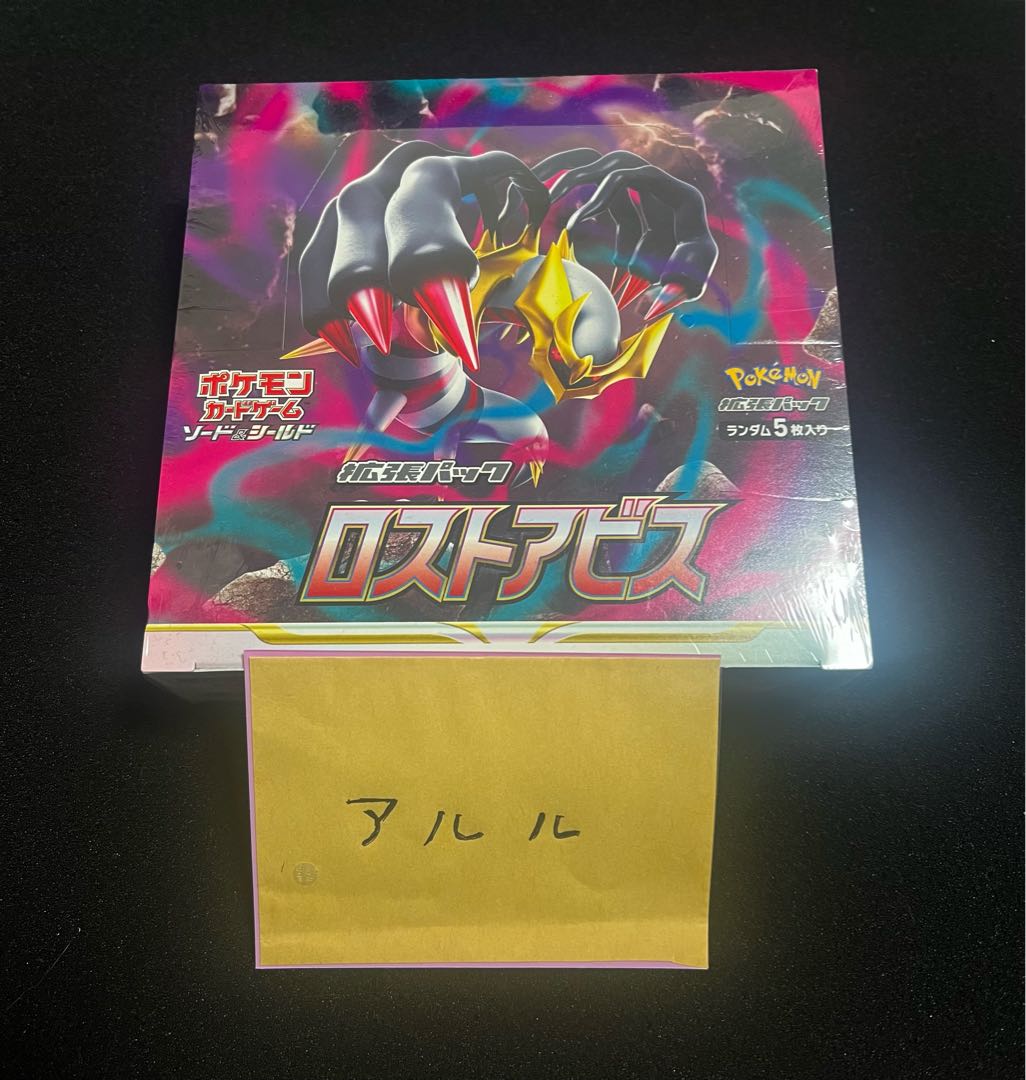 ポケモン
カードゲーム
ソード&シールド
Pokémon
拡張パック
ランダム5枚入り
拡張パック
ロストアビス
アルル